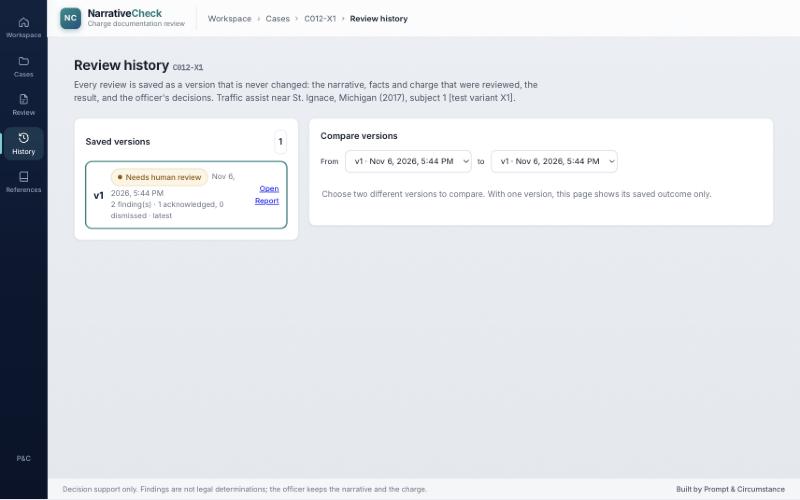 NC
NarrativeCheck
Charge documentation review
Workspace › Cases › C012-X1 › Review history
Workspace
Cases
Review
History
References
P&C
Review history C012-X1
Every review is saved as a version that is never changed: the narrative, facts and charge that were reviewed, the
result, and the officer's decisions. Traffic assist near St. Ignace, Michigan (2017), subject 1 [test variant X1].
Saved versions 1
v1
Needs human review Nov 6,
2026, 5:44 PM
2 finding(s) · 1 acknowledged, 0
dismissed · latest
Open
Report
Compare versions
From v1 · Nov 6, 2026, 5:44 PM to v1 · Nov 6, 2026, 5:44 PM
Choose two different versions to compare. With one version, this page shows its saved outcome only.
Decision support only. Findings are not legal determinations; the officer keeps the narrative and the charge.
Built by Prompt & Circumstance